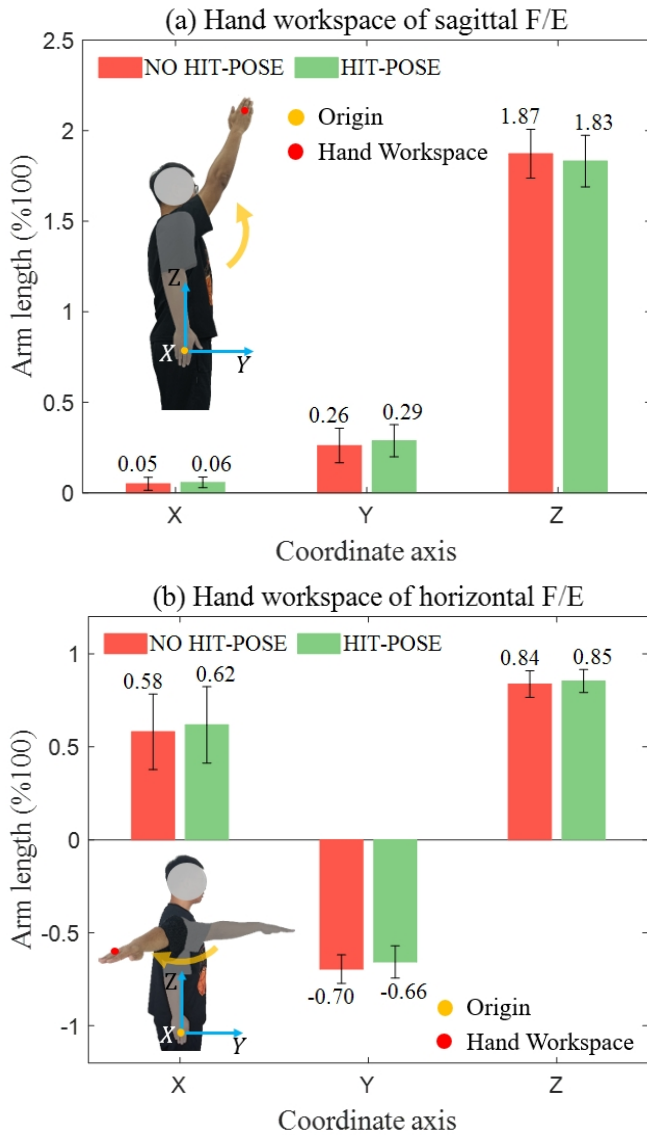 (a) Hand workspace of sagittal F/E
2.5
NO HIT-POSE
HIT-POSE
Origin
Hand Workspace
1.87
1.83
2
1.5
Z
1
X
Y
0.5
0.26
0.29
0.05
0.06
0
Arm length (%100)
X
Y
Z
Coordinate axis
(b) Hand workspace of horizontal F/E
NO HIT-POSE
HIT-POSE
1
0.58
0.62
0.84
0.85
0.5
0
Arm length (%100)
-0.5
Z
-0.70
-0.66
X
Y
-1
Origin
Hand Workspace
X
Y
Z
Coordinate axis